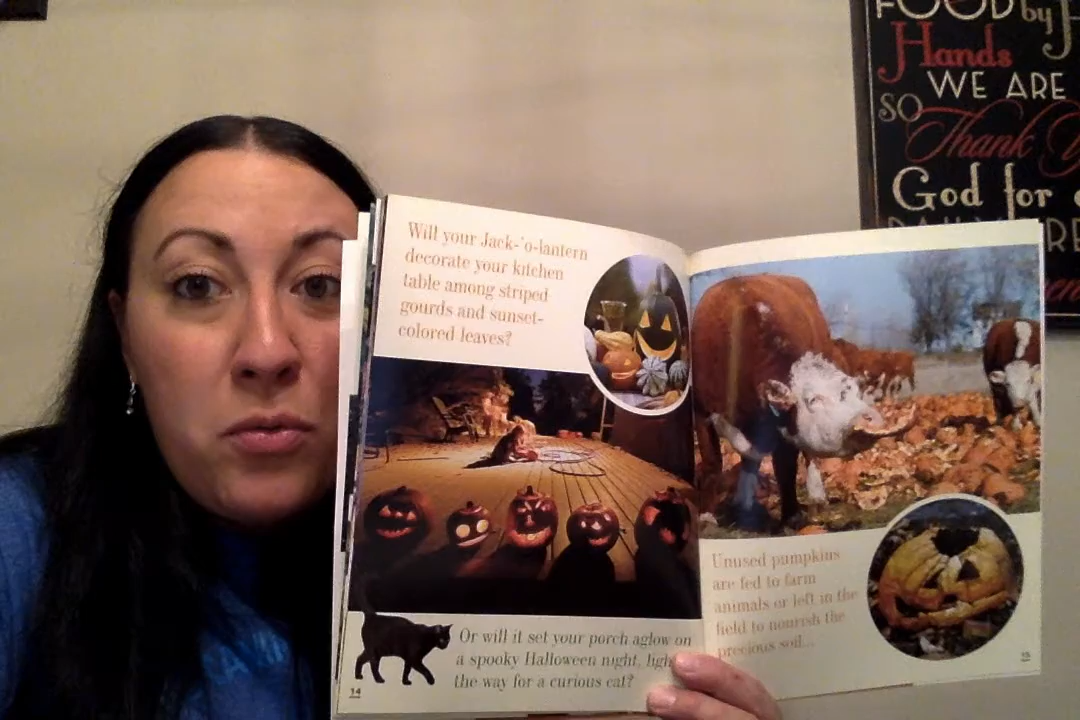 FOOD by
Hands
WE ARE
SO
Thank
God for
Will your Jack-'o-lantern
decorate your kitchen
table among striped
gourds and sunset-
colored leaves?
Or will it set your porch aglow on
a spooky Halloween night,
the way for a curious cat?
14
Unused pumpkins
are fed to farm
animals or left in the
field to nourish the
precious soil...
15